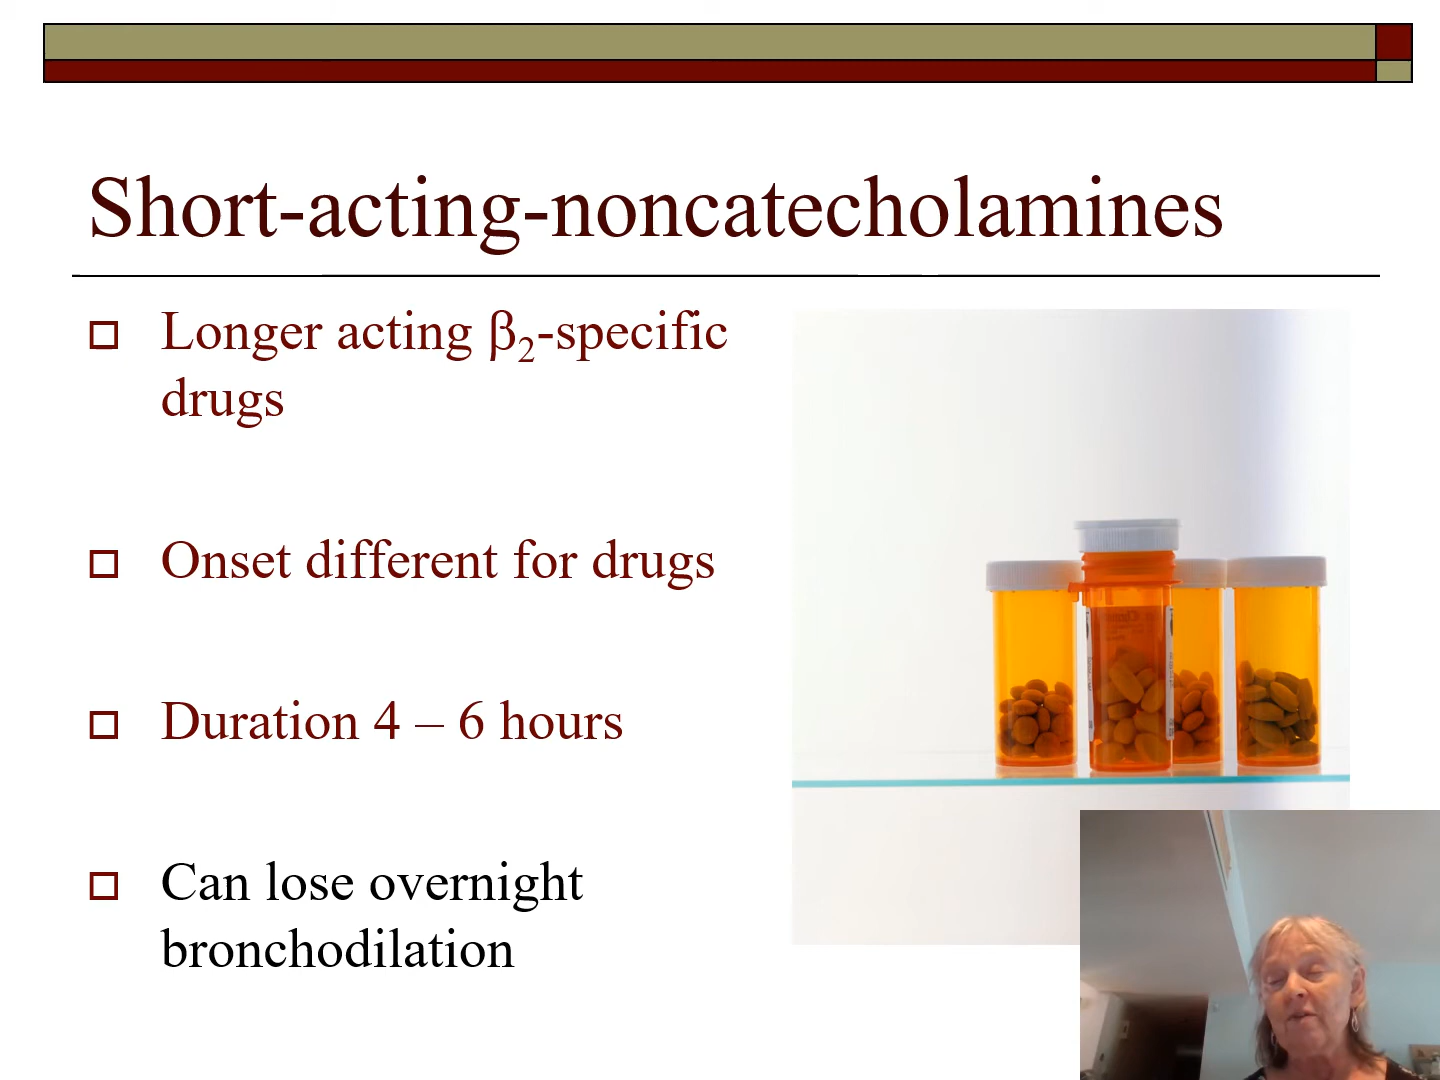 Short-acting-noncatecholamines
Longer acting β₂-specific
drugs
Onset different for drugs
Duration 4 – 6 hours
Can lose overnight
bronchodilation